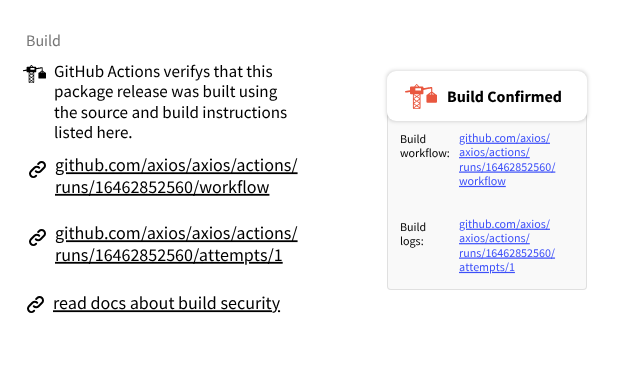 Build
GitHub Actions verifys that this
package release was built using
the source and build instructions
listed here.
github.com/axios/axios/actions/
runs/16462852560/workflow
github.com/axios/axios/actions/
runs/16462852560/attempts/1
read docs about build security
Build Confirmed
Build
workflow:
github.com/axios/
axios/actions/
runs/16462852560/
workflow
Build
logs:
github.com/axios/
axios/actions/
runs/16462852560/
attempts/1